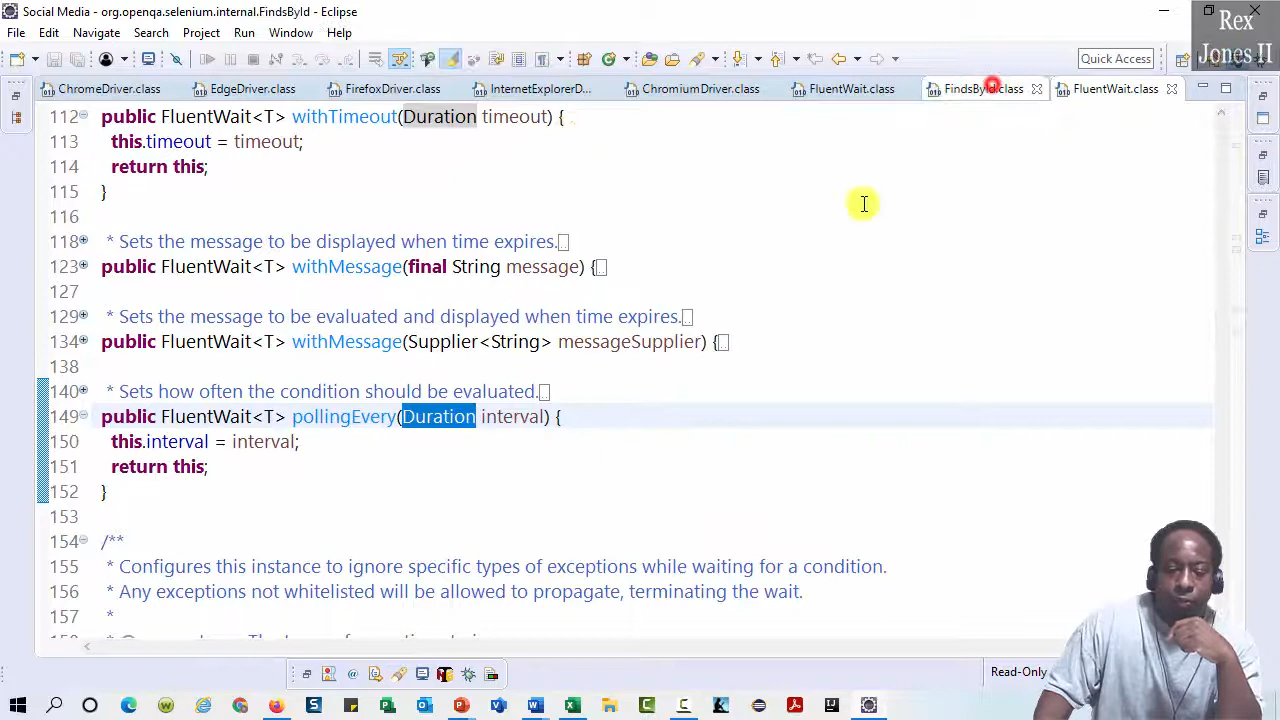 Social Media - org.openqa.selenium.internal.FindsById - Eclipse
Rex
Jones II
File Edit Navigate Search Project Run Window Help
Quick Access
ChromeDriver.class EdgeDriver.class FirefoxDriver.class InternetExplorerD... ChromiumDriver.class FluentWait.class FindsById.class FluentWait.class
112 public FluentWait<T> withTimeout(Duration timeout) {
113 this.timeout = timeout;
114 return this;
115 }
116
118 * Sets the message to be displayed when time expires.
123 public FluentWait<T> withMessage(final String message) {
127
129 * Sets the message to be evaluated and displayed when time expires.
134 public FluentWait<T> withMessage(Supplier<String> messageSupplier) {
138
140 * Sets how often the condition should be evaluated.
149 public FluentWait<T> pollingEvery(Duration interval) {
150 this.interval = interval;
151 return this;
152 }
153
154 /**
155 * Configures this instance to ignore specific types of exceptions while waiting for a condition.
156 * Any exceptions not whitelisted will be allowed to propagate, terminating the wait.
157 *
Read-Only